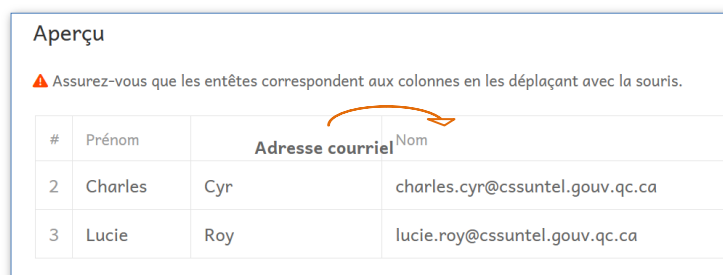 Aperçu
Assurez-vous que les entêtes correspondent aux colonnes en les déplaçant avec la souris.
# Prénom Adresse courriel Nom
2 Charles Cyr charles.cyr@cssuntel.gouv.qc.ca
3 Lucie Roy lucie.roy@cssuntel.gouv.qc.ca